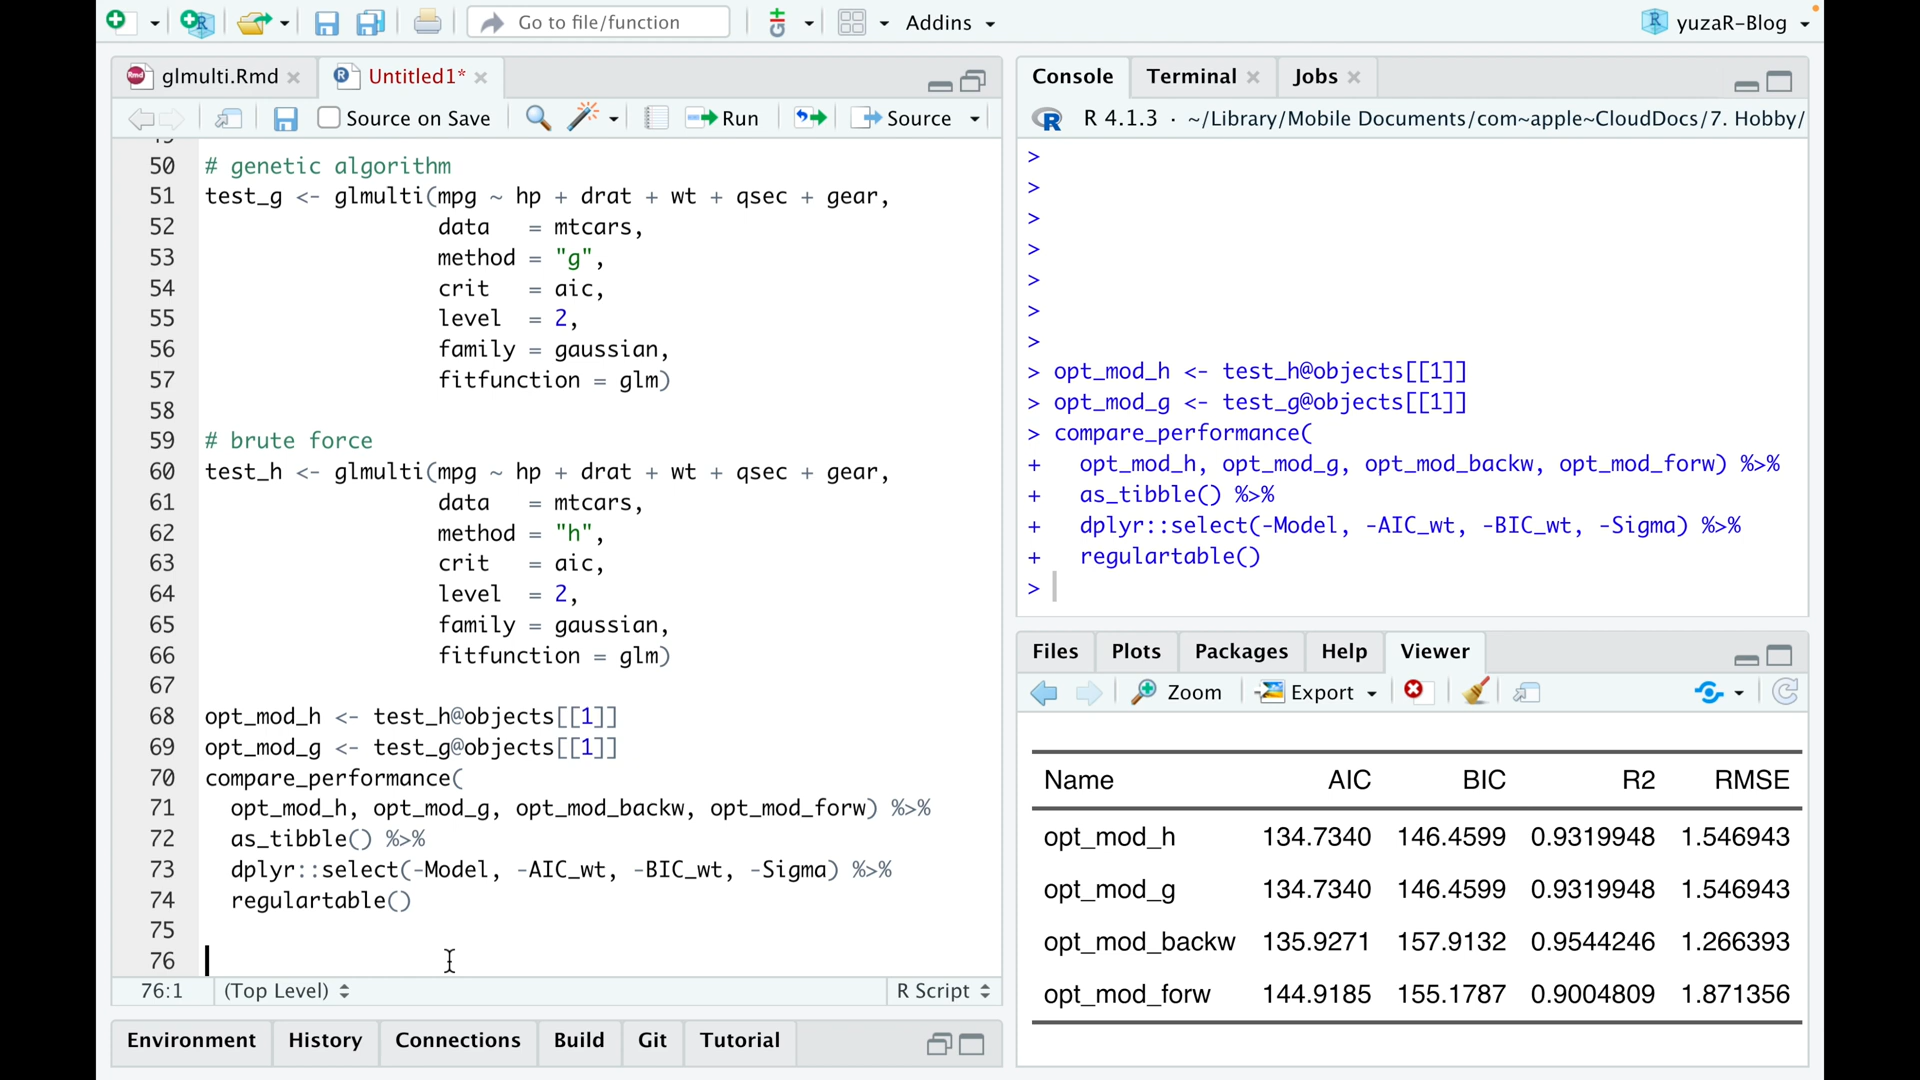 Go to file/function
Addins
yuzaR-Blog
glmulti.Rmd
Untitled1*
Source on Save
Run
Source
50 # genetic algorithm
51 test_g <- glmulti(mpg ~ hp + drat + wt + qsec + gear,
52 data = mtcars,
53 method = "g",
54 crit = aic,
55 level = 2,
56 family = gaussian,
57 fitfunction = glm)
58
59 # brute force
60 test_h <- glmulti(mpg ~ hp + drat + wt + qsec + gear,
61 data = mtcars,
62 method = "h",
63 crit = aic,
64 level = 2,
65 family = gaussian,
66 fitfunction = glm)
67
68 opt_mod_h <- test_h@objects[[1]]
69 opt_mod_g <- test_g@objects[[1]]
70 compare_performance(
71 opt_mod_h, opt_mod_g, opt_mod_backw, opt_mod_forw) %>%
72 as_tibble() %>%
73 dplyr::select(-Model, -AIC_wt, -BIC_wt, -Sigma) %>%
74 regulartable()
75
76
76:1 (Top Level) R Script
Environment History Connections Build Git Tutorial
Console Terminal Jobs
R 4.1.3 · ~/Library/Mobile Documents/com~apple~CloudDocs/7. Hobby/
>
>
>
>
>
>
>
> opt_mod_h <- test_h@objects[[1]]
> opt_mod_g <- test_g@objects[[1]]
> compare_performance(
+ opt_mod_h, opt_mod_g, opt_mod_backw, opt_mod_forw) %>%
+ as_tibble() %>%
+ dplyr::select(-Model, -AIC_wt, -BIC_wt, -Sigma) %>%
+ regulartable()
>
Files Plots Packages Help Viewer
Zoom Export
Name AIC BIC R2 RMSE
opt_mod_h 134.7340 146.4599 0.9319948 1.546943
opt_mod_g 134.7340 146.4599 0.9319948 1.546943
opt_mod_backw 135.9271 157.9132 0.9544246 1.266393
opt_mod_forw 144.9185 155.1787 0.9004809 1.871356